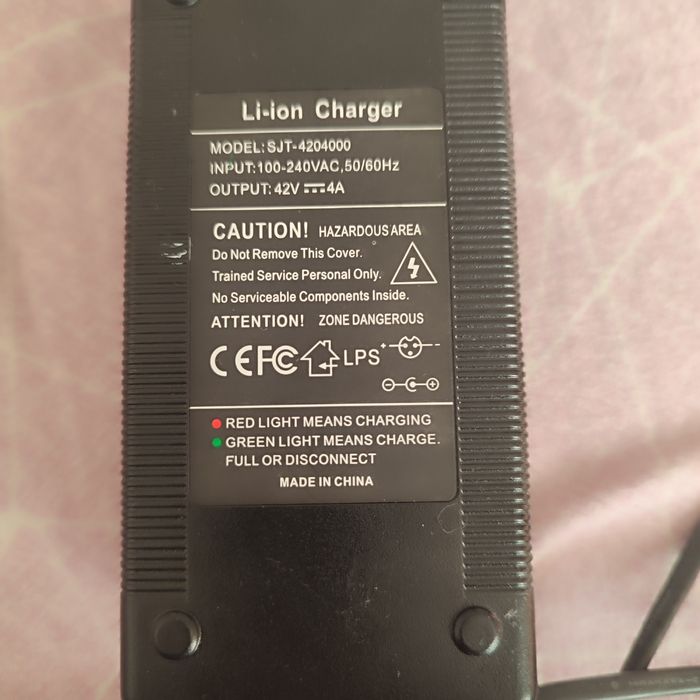 Li-ion Charger
MODEL:SJT-4204000
INPUT:100-240VAC,50/60Hz
OUTPUT:42V⎓4A
CAUTION! HAZARDOUS AREA
Do Not Remove This Cover.
Trained Service Personal Only.
No Serviceable Components Inside.
ATTENTION! ZONE DANGEROUS
CE FC LPS + -
- C +
RED LIGHT MEANS CHARGING
GREEN LIGHT MEANS CHARGE.
FULL OR DISCONNECT
MADE IN CHINA